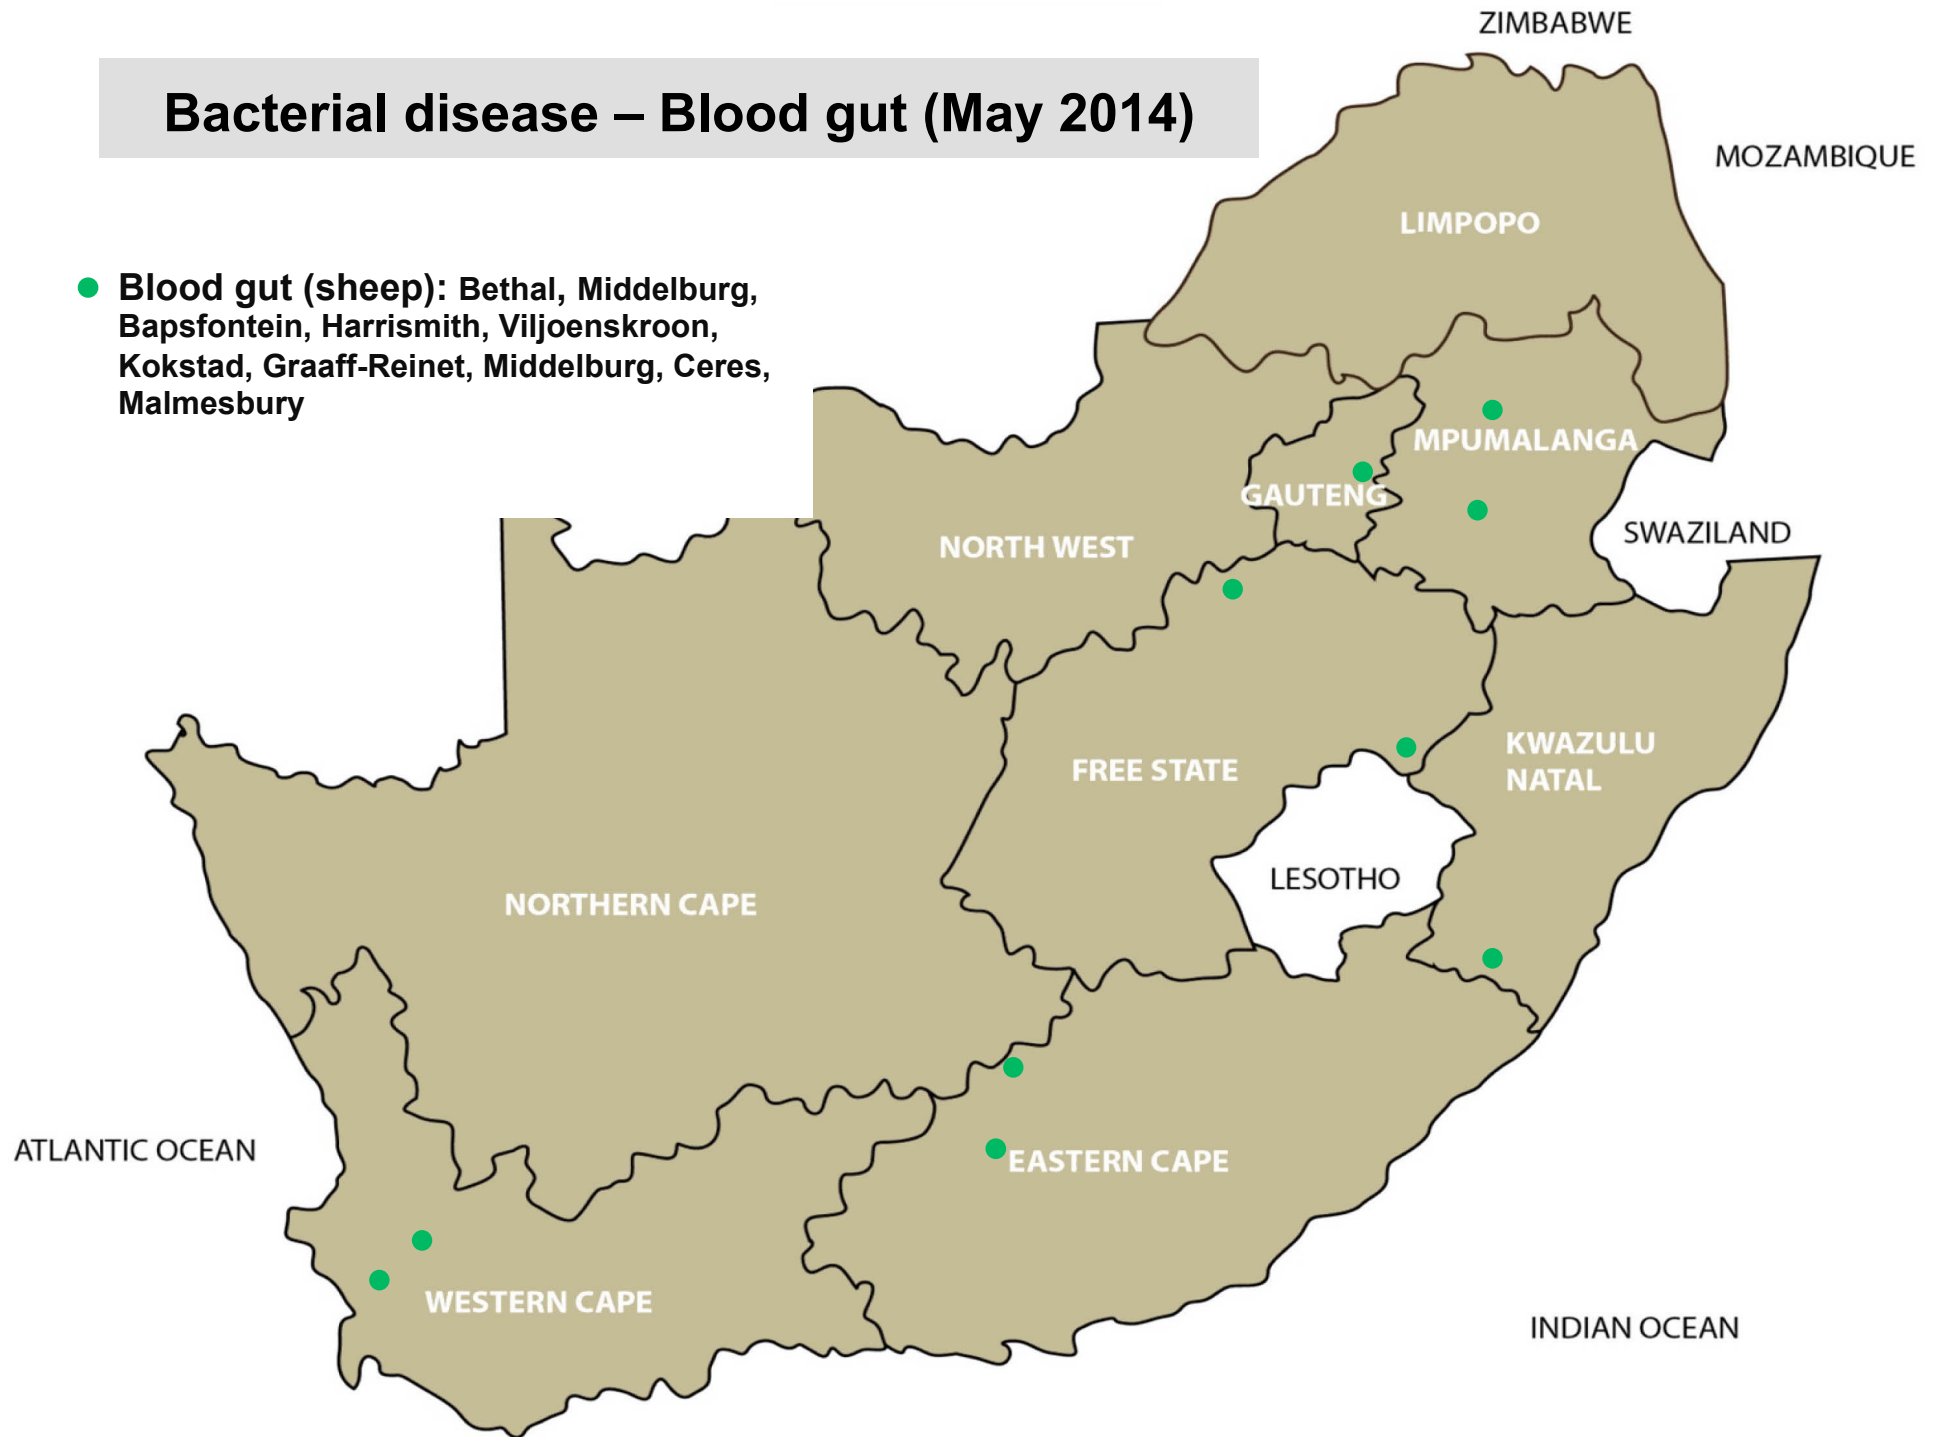 ZIMBABWE
Bacterial disease – Blood gut (May 2014)
MOZAMBIQUE
LIMPOPO
Blood gut (sheep): Bethal, Middelburg,
Bapsfontein, Harrismith, Viljoenskroon,
Kokstad, Graaff-Reinet, Middelburg, Ceres,
Malmesbury
MPUMALANGA
GAUTENG
SWAZILAND
NORTH WEST
KWAZULU
NATAL
FREE STATE
LESOTHO
NORTHERN CAPE
ATLANTIC OCEAN
EASTERN CAPE
WESTERN CAPE
INDIAN OCEAN